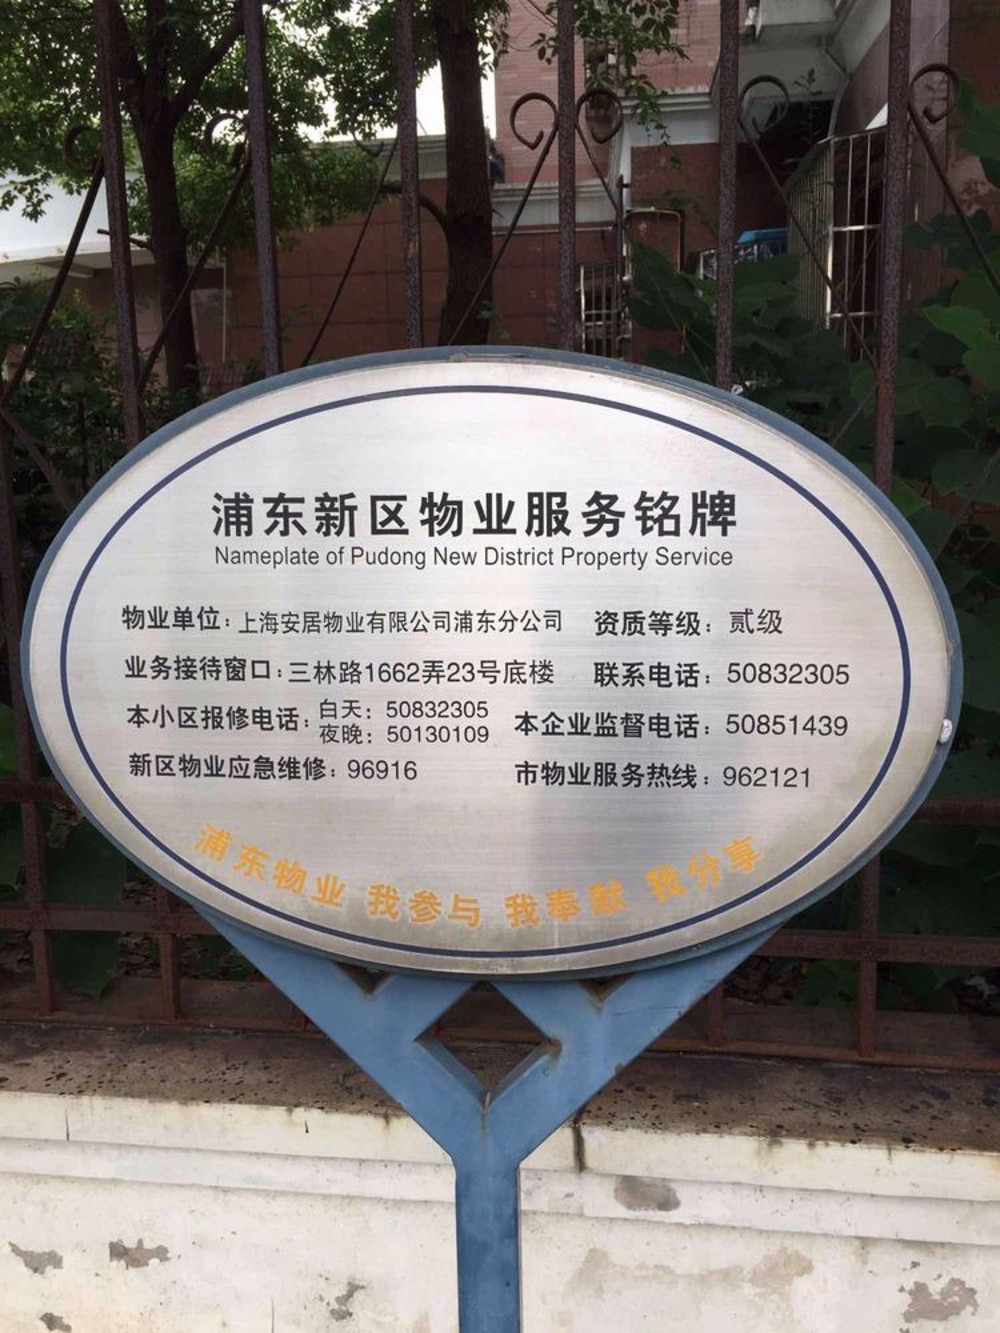 浦东新区物业服务铭牌
Nameplate of Pudong New District Property Service
物业单位：上海安居物业有限公司浦东分公司 资质等级：贰级
业务接待窗口：三林路1662弄23号底楼 联系电话：50832305
本小区报修电话：白天：50832305 夜晚：50130109 本企业监督电话：50851439
新区物业应急维修：96916 市物业服务热线：962121
浦东物业 我参与 我奉献 我分享